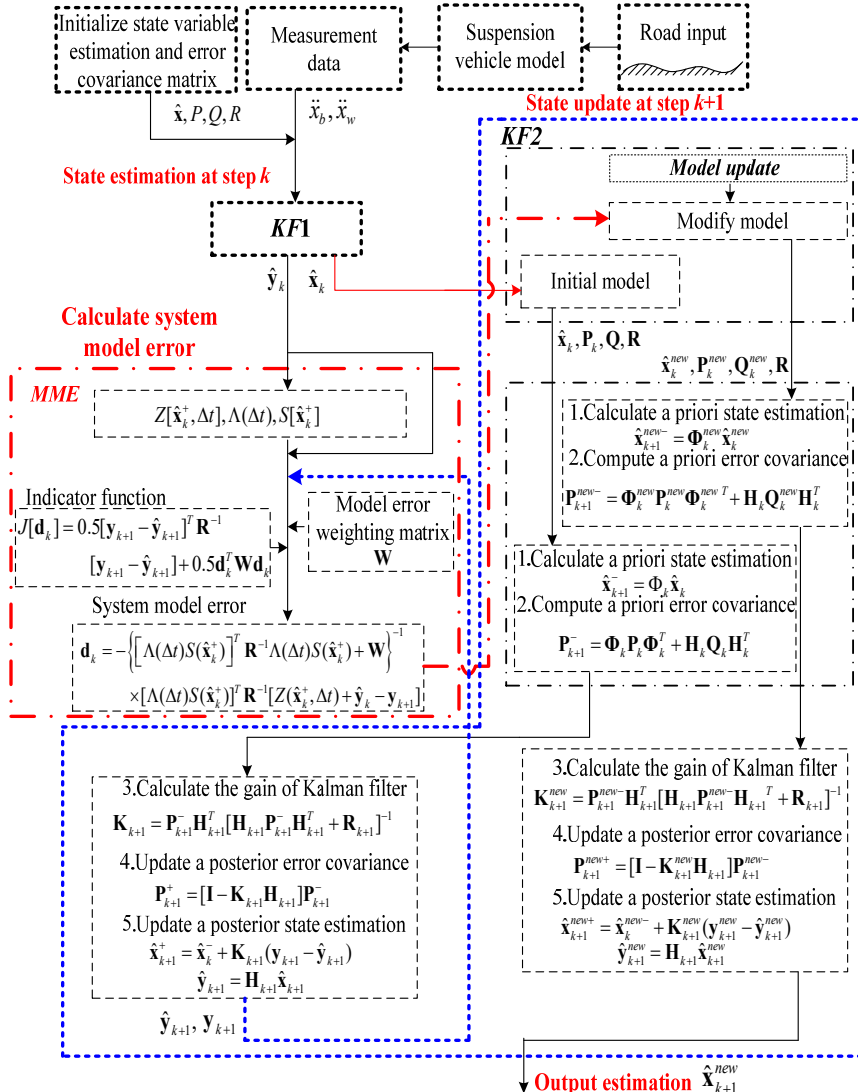 Initialize state variable
estimation and error
covariance matrix
Measurement
data
Suspension
vehicle model
Road input
x̂, P, Q, R
ẍ_b, ẍ_w
State update at step k+1
State estimation at step k
KF1
KF2
Model update
Modify model
Initial model
ŷ_k
x̂_k
Calculate system
model error
x̂_k, P_k, Q, R
x̂_k^{new}, P_k^{new}, Q_k^{new}, R
MME
Z[x̂_k^+, Δt], Λ(Δt), S[x̂_k^+]
1.Calculate a priori state estimation
x̂_{k+1}^{new-} = Φ_k^{new} x̂_k^{new}
2.Compute a priori error covariance
P_{k+1}^{new-} = Φ_k^{new} P_k^{new} Φ_k^{new T} + H_k Q_k^{new} H_k^T
Indicator function
J[d_k] = 0.5[y_{k+1} − ŷ_{k+1}]^T R^{-1}
[y_{k+1} − ŷ_{k+1}] + 0.5d_k^T W d_k
Model error
weighting matrix
W
1.Calculate a priori state estimation
x̂_{k+1}^- = Φ_k x̂_k
2.Compute a priori error covariance
P_{k+1}^- = Φ_k P_k Φ_k^T + H_k Q_k H_k^T
System model error
d_k = −{[Λ(Δt)S(x̂_k^+)]^T R^{-1} Λ(Δt)S(x̂_k^+) + W}^{-1}
×[Λ(Δt)S(x̂_k^+)]^T R^{-1}[Z(x̂_k^+, Δt) + ŷ_k − y_{k+1}]
3.Calculate the gain of Kalman filter
K_{k+1} = P_{k+1}^- H_{k+1}^T [H_{k+1} P_{k+1}^- H_{k+1}^T + R_{k+1}]^{-1}
4.Update a posterior error covariance
P_{k+1}^+ = [I − K_{k+1} H_{k+1}] P_{k+1}^-
5.Update a posterior state estimation
x̂_{k+1}^+ = x̂_k^- + K_{k+1}(y_{k+1} − ŷ_{k+1})
ŷ_{k+1} = H_{k+1} x̂_{k+1}
ŷ_{k+1}, y_{k+1}
3.Calculate the gain of Kalman filter
K_{k+1}^{new} = P_{k+1}^{new-} H_{k+1}^T [H_{k+1} P_{k+1}^{new-} H_{k+1}^T + R_{k+1}]^{-1}
4.Update a posterior error covariance
P_{k+1}^{new+} = [I − K_{k+1}^{new} H_{k+1}] P_{k+1}^{new-}
5.Update a posterior state estimation
x̂_{k+1}^{new+} = x̂_k^{new-} + K_{k+1}^{new}(y_{k+1}^{new} − ŷ_{k+1}^{new})
ŷ_{k+1}^{new} = H_{k+1} x̂_{k+1}^{new}
Output estimation x̂_{k+1}^{new}